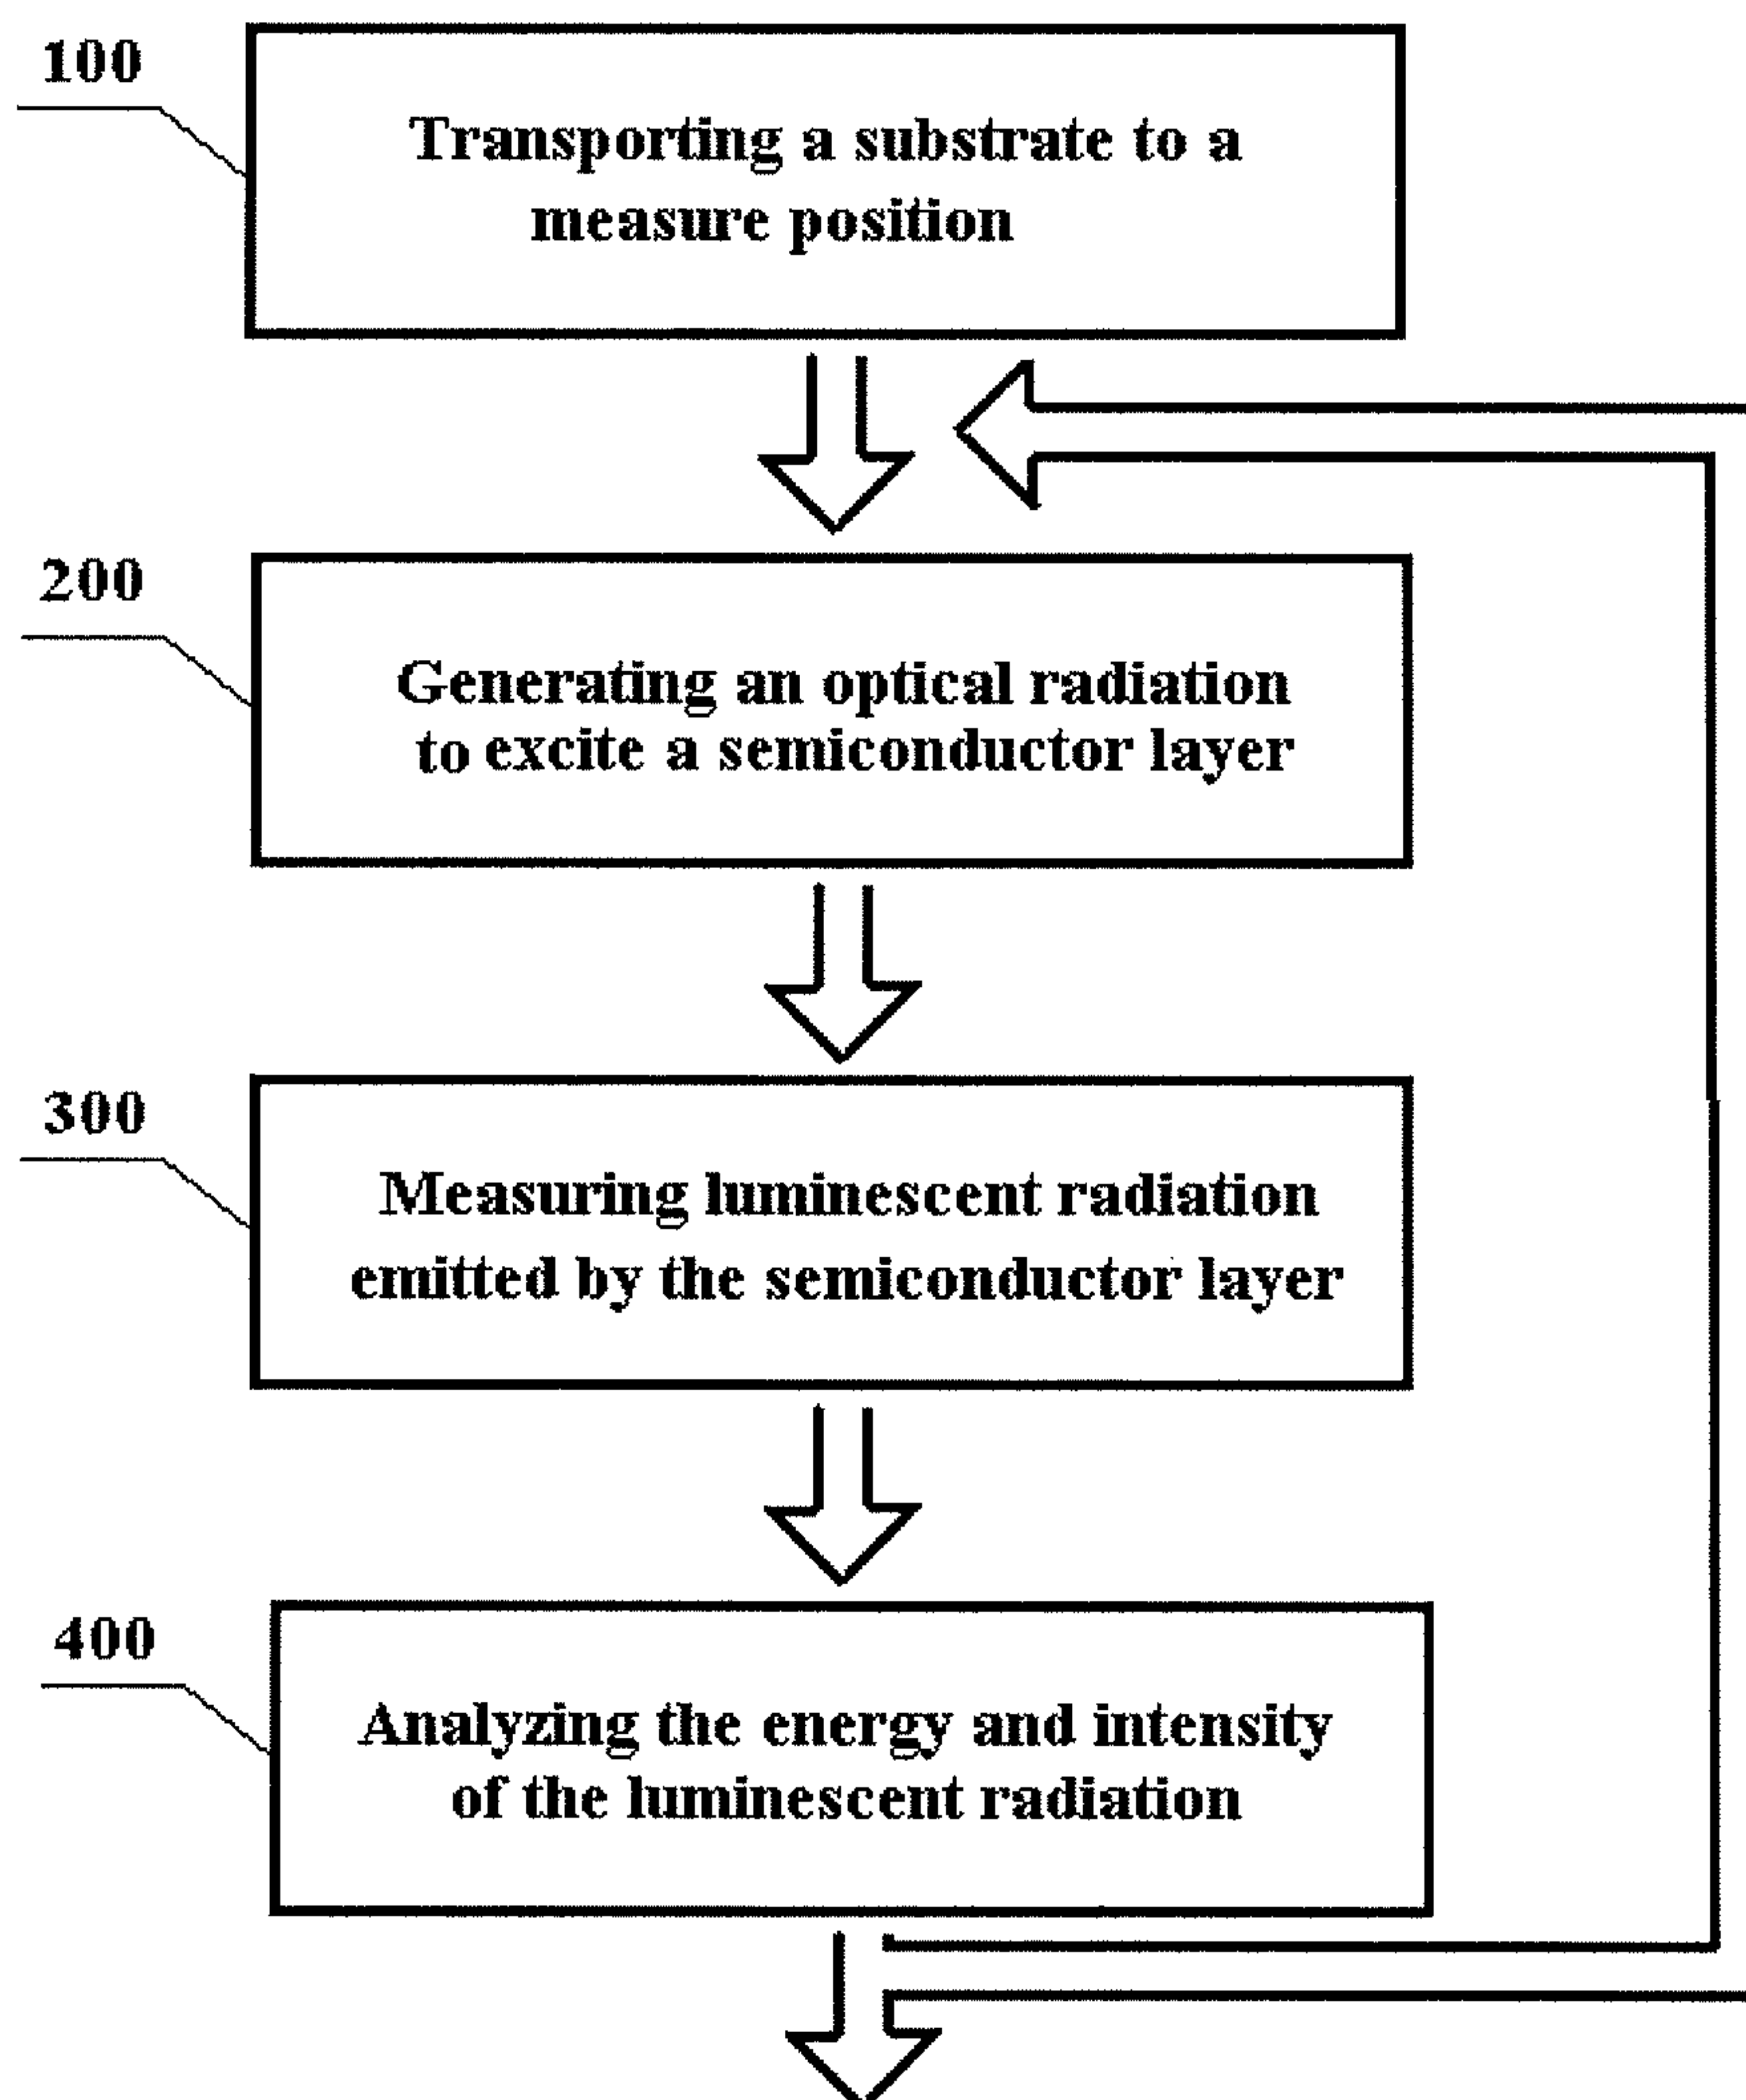 100
Transporting a substrate to a
measure position
200
Generating an optical radiation
to excite a semiconductor layer
300
Measuring luminescent radiation
emitted by the semiconductor layer
400
Analyzing the energy and intensity
of the luminescent radiation